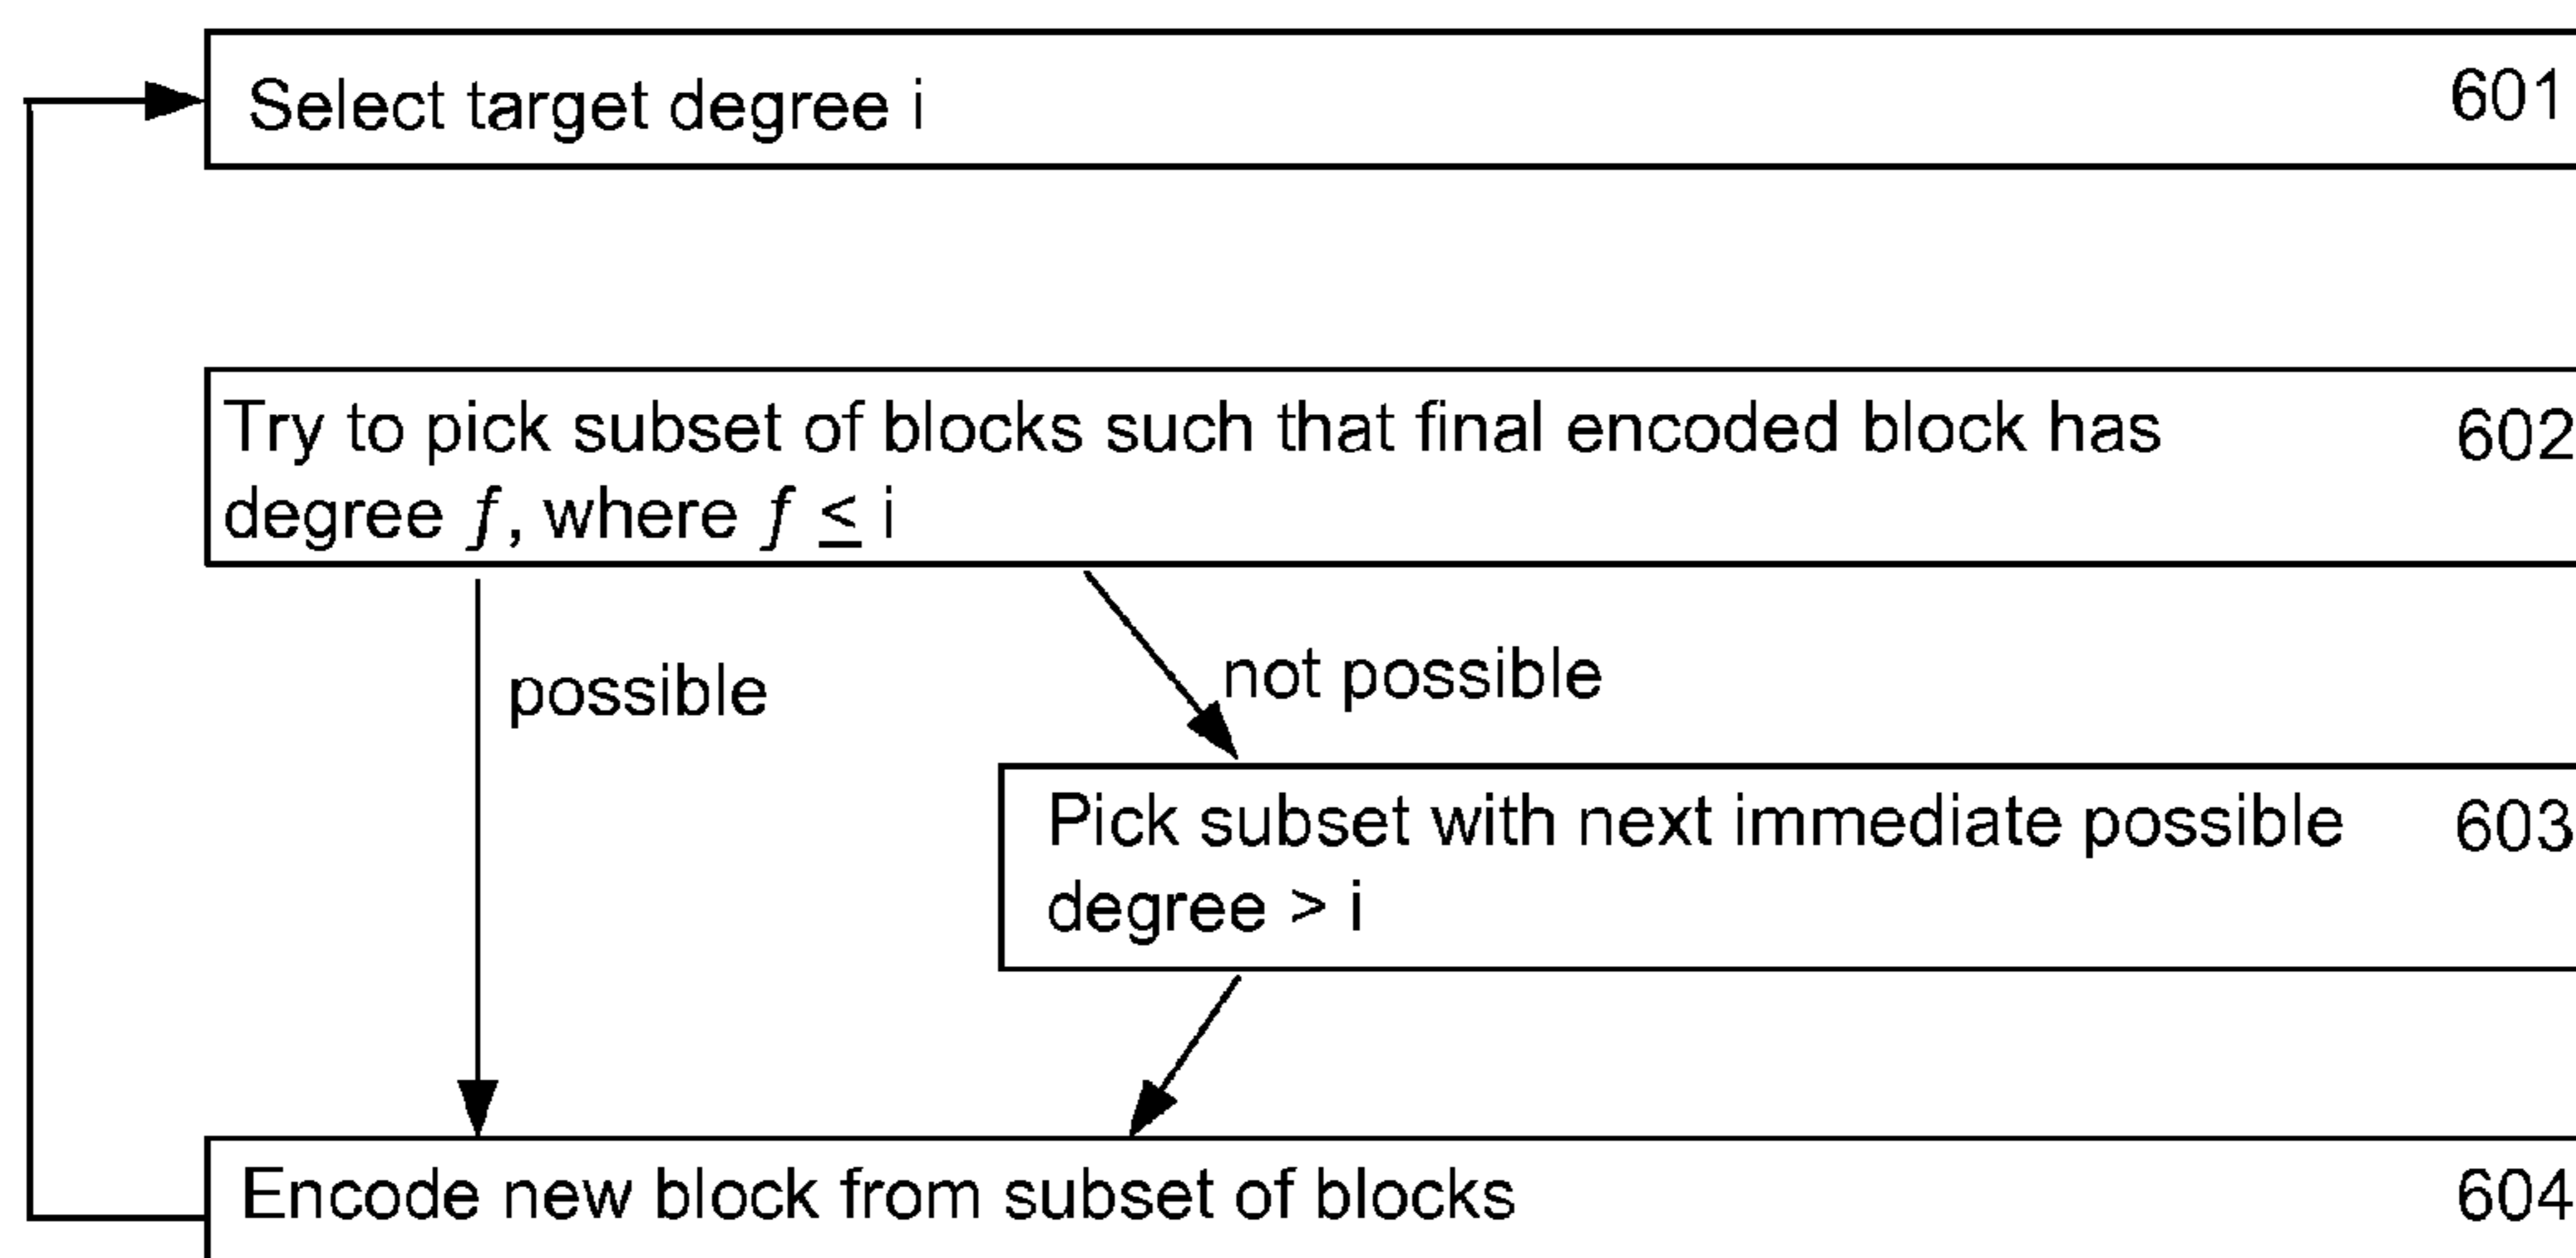 Select target degree i 601
Try to pick subset of blocks such that final encoded block has 602
degree ƒ, where ƒ ≤ i
possible
not possible
Pick subset with next immediate possible 603
degree > i
Encode new block from subset of blocks 604